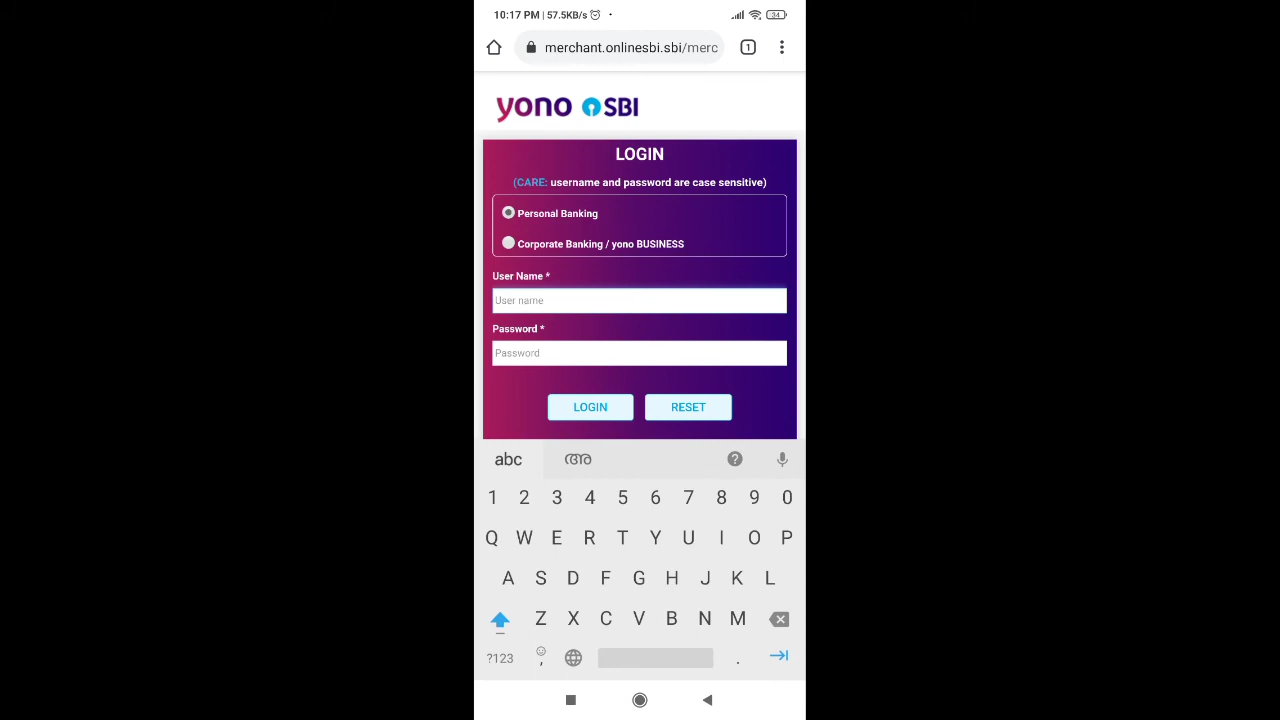 10:17 PM | 57.5KB/s
34
merchant.onlinesbi.sbi/merc
1
yono SBI
LOGIN
(CARE: username and password are case sensitive)
Personal Banking
Corporate Banking / yono BUSINESS
User Name *
User name
Password *
Password
LOGIN RESET
abc അ
1 2 3 4 5 6 7 8 9 0
Q W E R T Y U I O P
A S D F G H J K L
Z X C V B N M
?123 , .